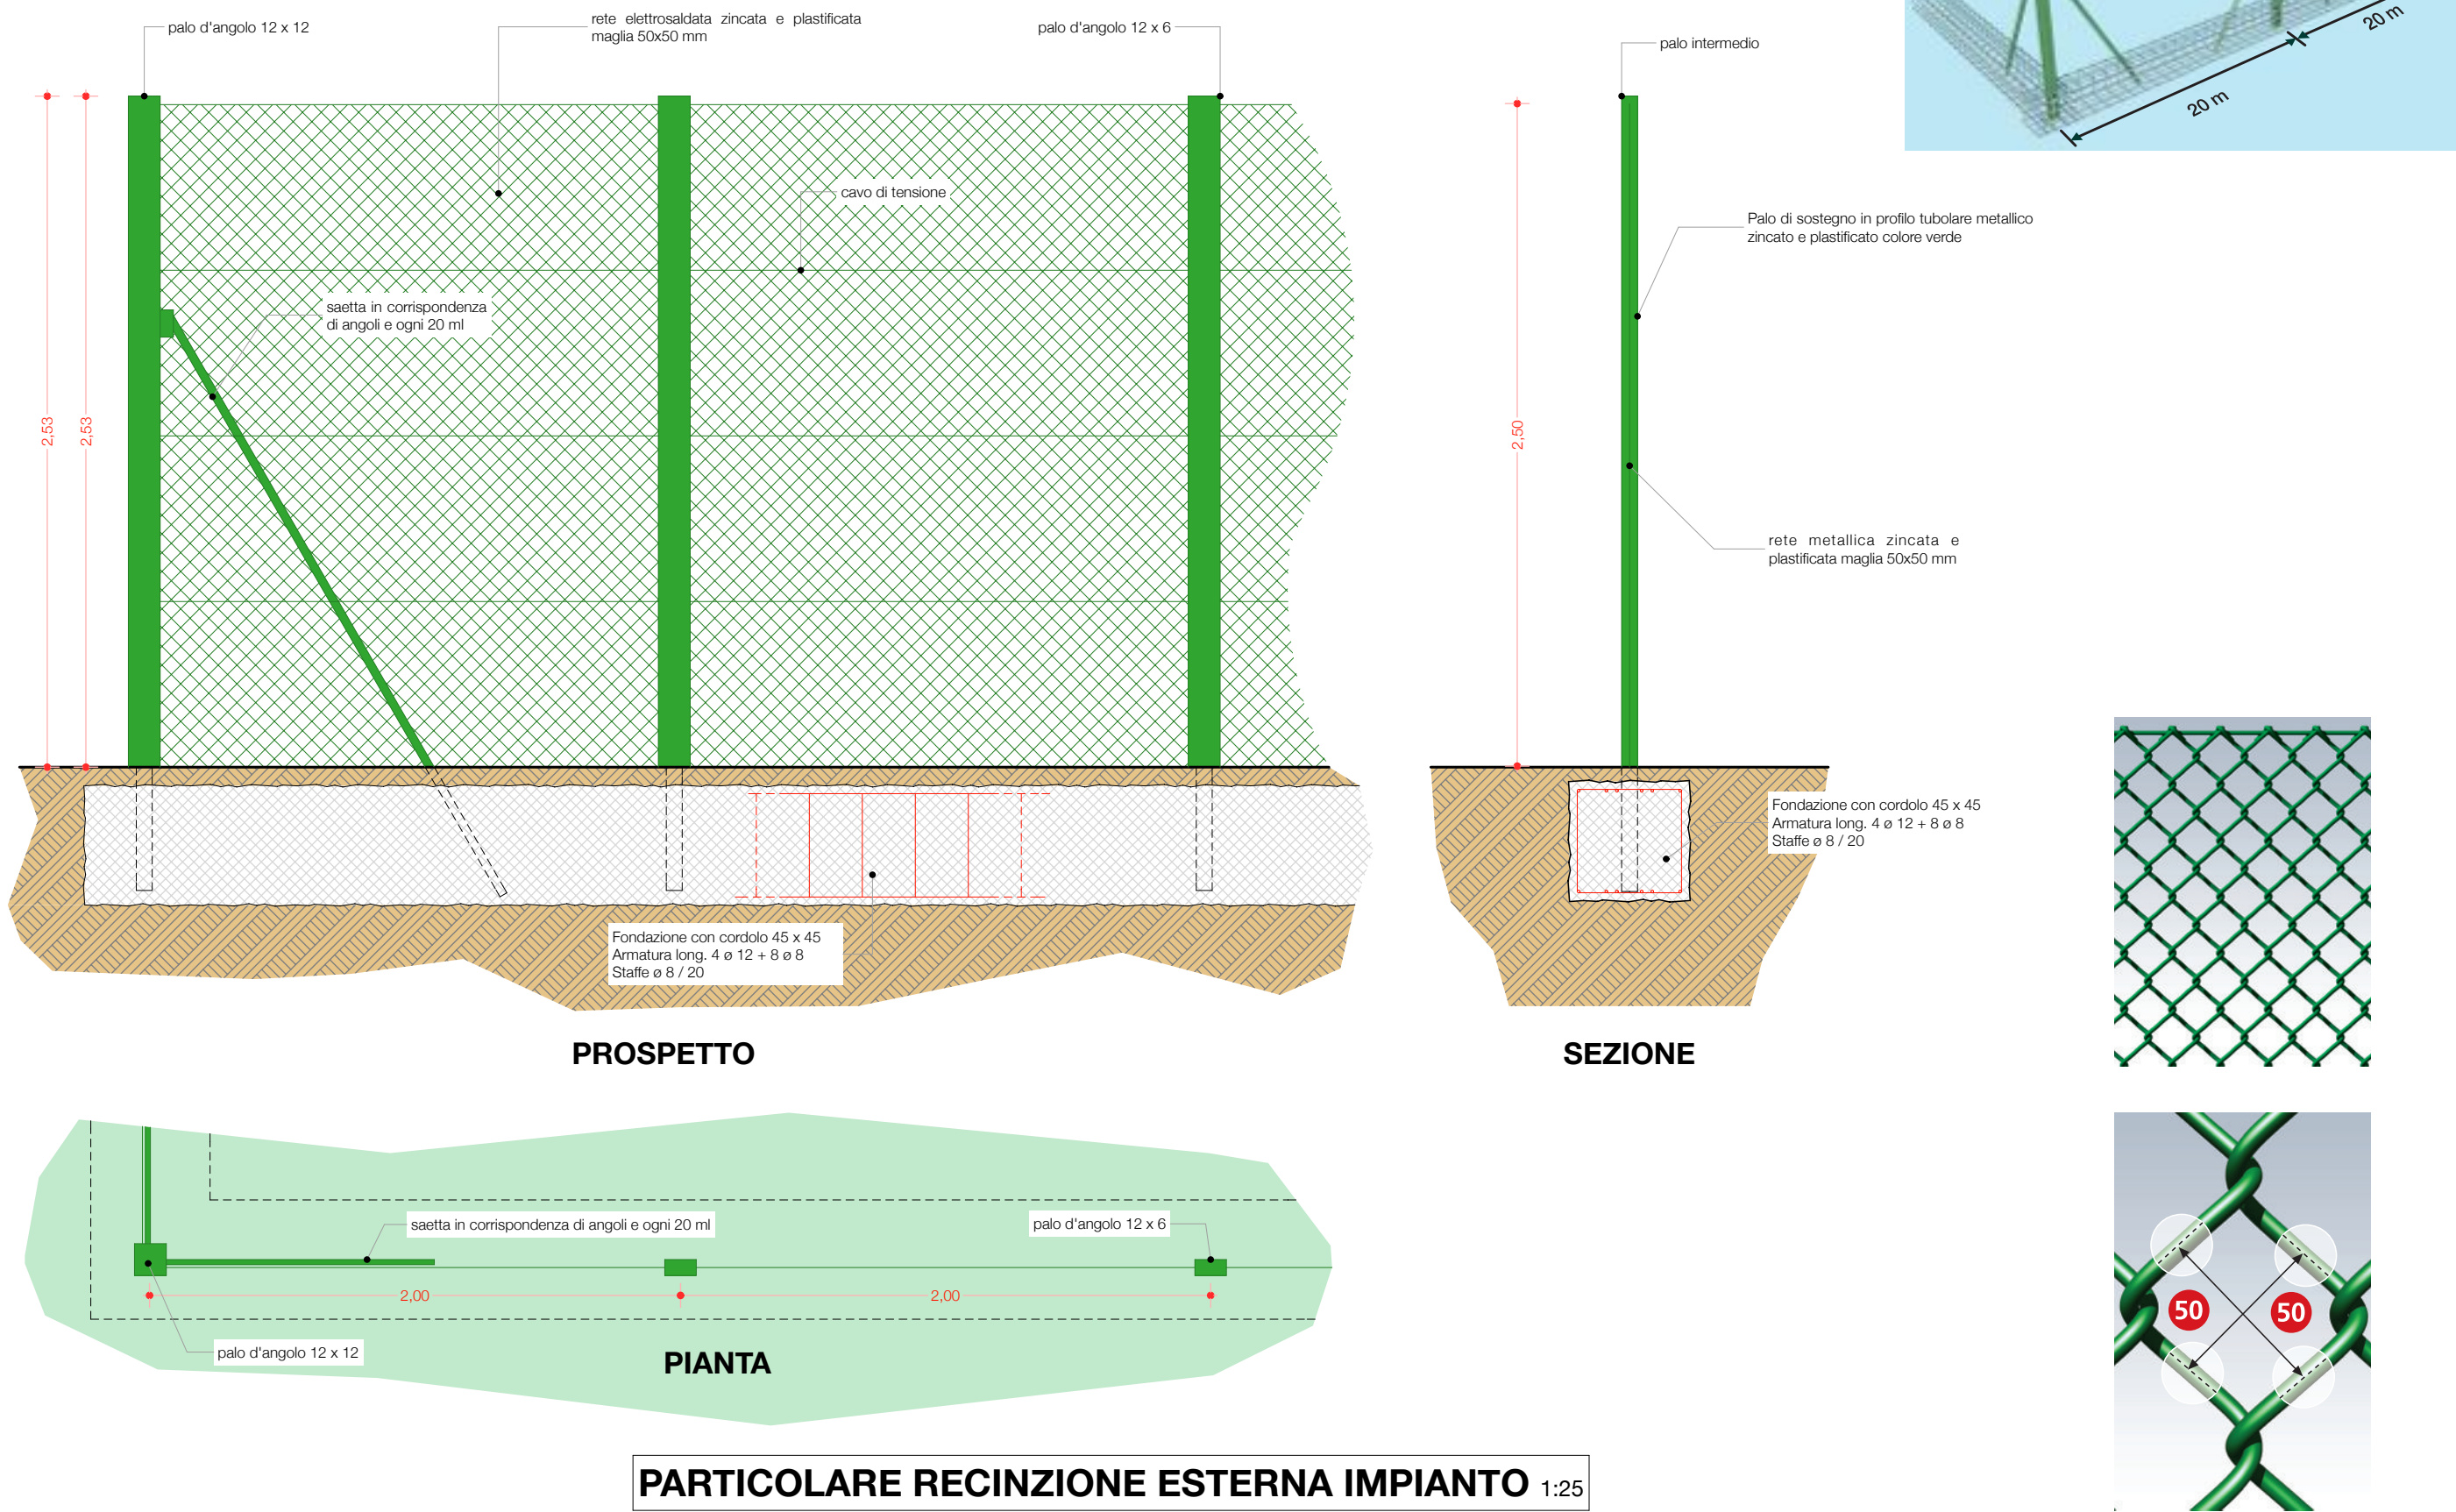 palo d'angolo 12 x 12
rete elettrosaldata zincata e plastificata
maglia 50x50 mm
palo d'angolo 12 x 6
palo intermedio
20 m
20 m
cavo di tensione
Palo di sostegno in profilo tubolare metallico
zincato e plastificato colore verde
saetta in corrispondenza
di angoli e ogni 20 ml
2,53
2,53
2,50
rete metallica zincata e
plastificata maglia 50x50 mm
Fondazione con cordolo 45 x 45
Armatura long. 4 ø 12 + 8 ø 8
Staffe ø 8 / 20
Fondazione con cordolo 45 x 45
Armatura long. 4 ø 12 + 8 ø 8
Staffe ø 8 / 20
PROSPETTO
SEZIONE
saetta in corrispondenza di angoli e ogni 20 ml
palo d'angolo 12 x 6
2,00
2,00
50
50
palo d'angolo 12 x 12
PIANTA
PARTICOLARE RECINZIONE ESTERNA IMPIANTO 1:25